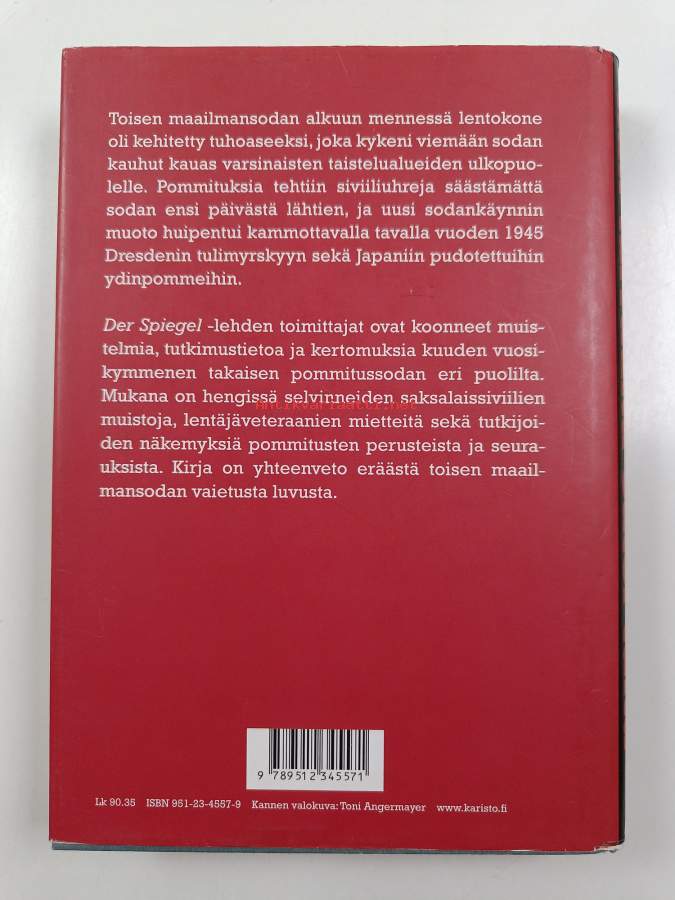 Toisen maailmansodan alkuun mennessä lentokone
oli kehitetty tuhoaseeksi, joka kykeni viemään sodan
kauhut kauas varsinaisten taistelualueiden ulkopuo-
lelle. Pommituksia tehtiin siviiliuhreja säästämättä
sodan ensi päivästä lähtien, ja uusi sodankäynnin
muoto huipentui kammottavalla tavalla vuoden 1945
Dresdenin tulimyrskyyn sekä Japaniin pudotettuihin
ydinpommeihin.
Der Spiegel -lehden toimittajat ovat koonneet muis-
telmia, tutkimustietoa ja kertomuksia kuuden vuosi-
kymmenen takaisen pommitussodan eri puolilta.
Mukana on hengissä selvinneiden saksalaissiviilien
Antikvariaatti.net
muistoja, lentäjäveteraanien mietteitä sekä tutkijoi-
den näkemyksiä pommitusten perusteista ja seura-
uksista. Kirja on yhteenveto eräästä toisen maail-
mansodan vaietusta luvusta.
9 789512 345571
Lk 90.35 ISBN 951-23-4557-9 Kannen valokuva: Toni Angermayer www.karisto.fi